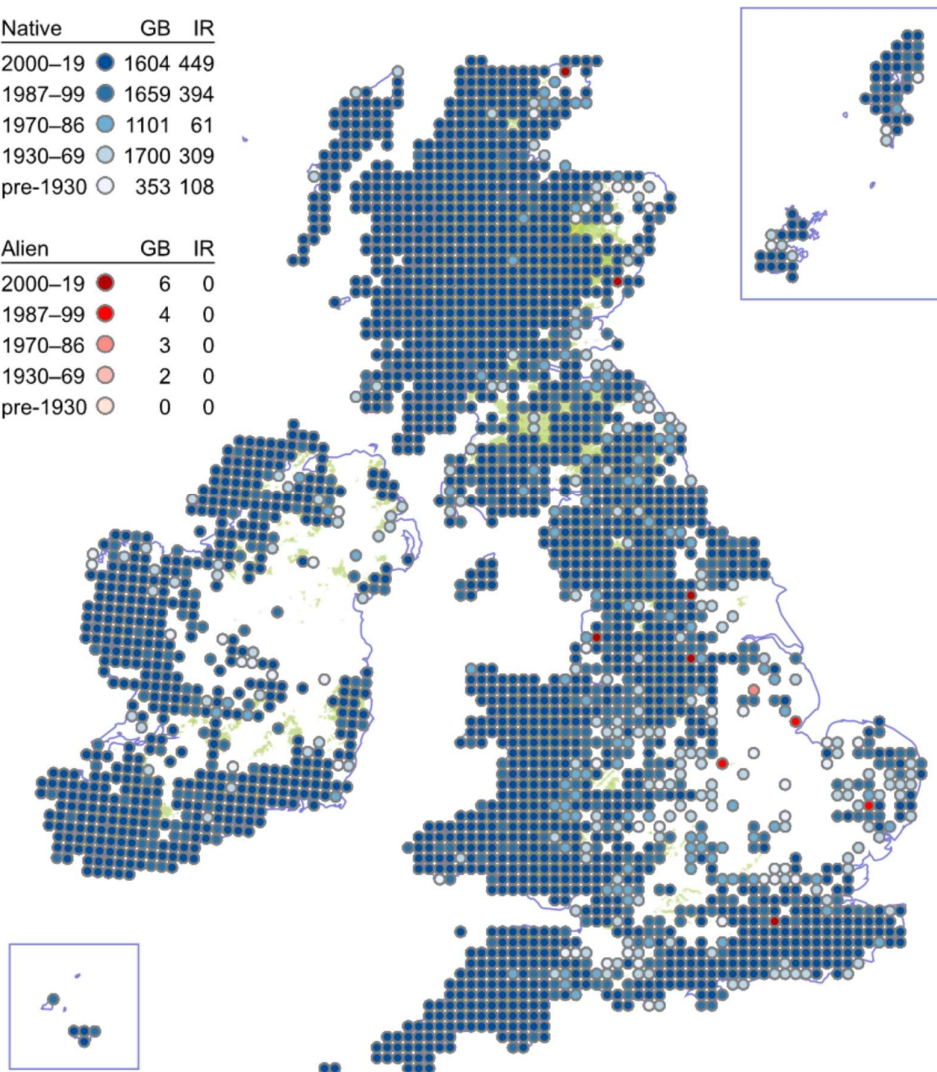 Native GB IR
2000–19 1604 449
1987–99 1659 394
1970–86 1101 61
1930–69 1700 309
pre-1930 353 108
Alien GB IR
2000–19 6 0
1987–99 4 0
1970–86 3 0
1930–69 2 0
pre-1930 0 0